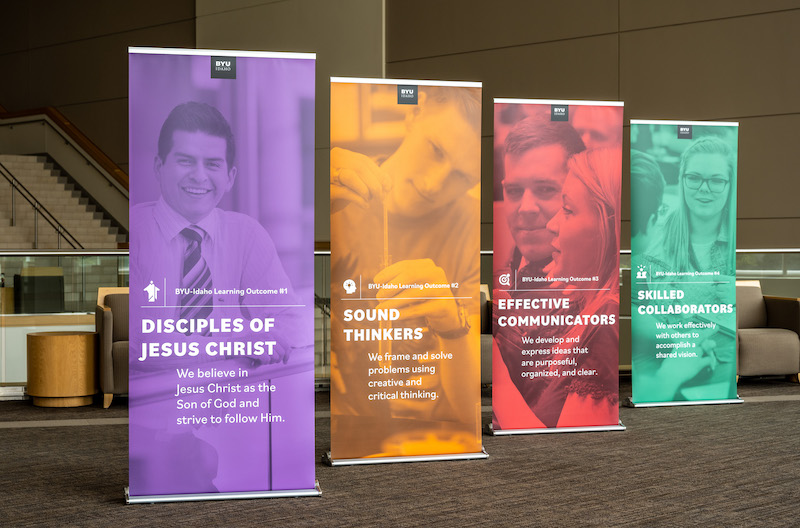 BYU
IDAHO
BYU-Idaho Learning Outcome #1
DISCIPLES OF
JESUS CHRIST
We believe in
Jesus Christ as the
Son of God and
strive to follow Him.
BYU
IDAHO
BYU-Idaho Learning Outcome #2
SOUND
THINKERS
We frame and solve
problems using
creative and
critical thinking.
BYU
IDAHO
BYU-Idaho Learning Outcome #3
EFFECTIVE
COMMUNICATORS
We develop and
express ideas that
are purposeful,
organized, and clear.
BYU
IDAHO
BYU-Idaho Learning Outcome #4
SKILLED
COLLABORATORS
We work effectively
with others to
accomplish a
shared vision.